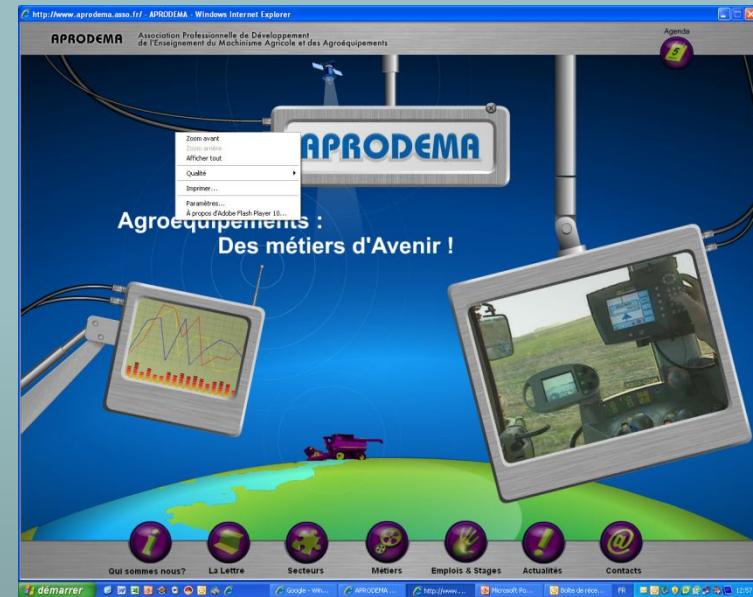 http://www.aprodema.asso.fr/ - APRODEMA - Windows Internet Explorer
APRODEMA
Association Professionnelle de Développement
de l'Enseignement du Machinisme Agricole et des Agroéquipements
Agenda
5
APRODEMA
Zoom avant
Zoom arrière
Afficher tout
Qualité
Imprimer...
Paramètres...
À propos d'Adobe Flash Player 10...
Agroéquipements :
Des métiers d'Avenir !
Qui sommes nous?
La Lettre
Secteurs
Métiers
Emplois & Stages
Actualités
Contacts
démarrer
Google - Win...
APRODEMA ...
http://www....
Microsoft Po...
Boîte de réce...
FR
12:57